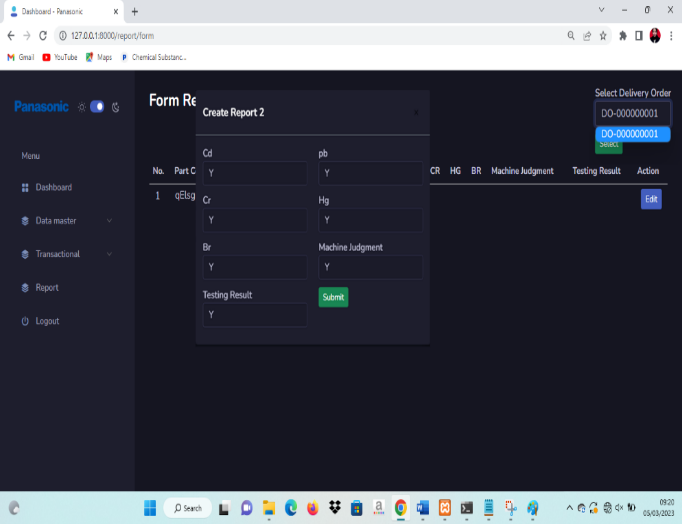 Dashboard - Panasonic
127.0.0.1:8000/report/form
Gmail YouTube Maps Chemical Substanc...
Panasonic
Form Re
Select Delivery Order
DO-000000001
DO-000000001
Select
Create Report 2
Menu
Dashboard
Data master
Transactional
Report
Logout
No. Part C CR HG BR Machine Judgment Testing Result Action
1 qElsg Edit
Cd pb
Y Y
Cr Hg
Y Y
Br Machine Judgment
Y Y
Testing Result Submit
Y
Search
09:20
05/03/2023